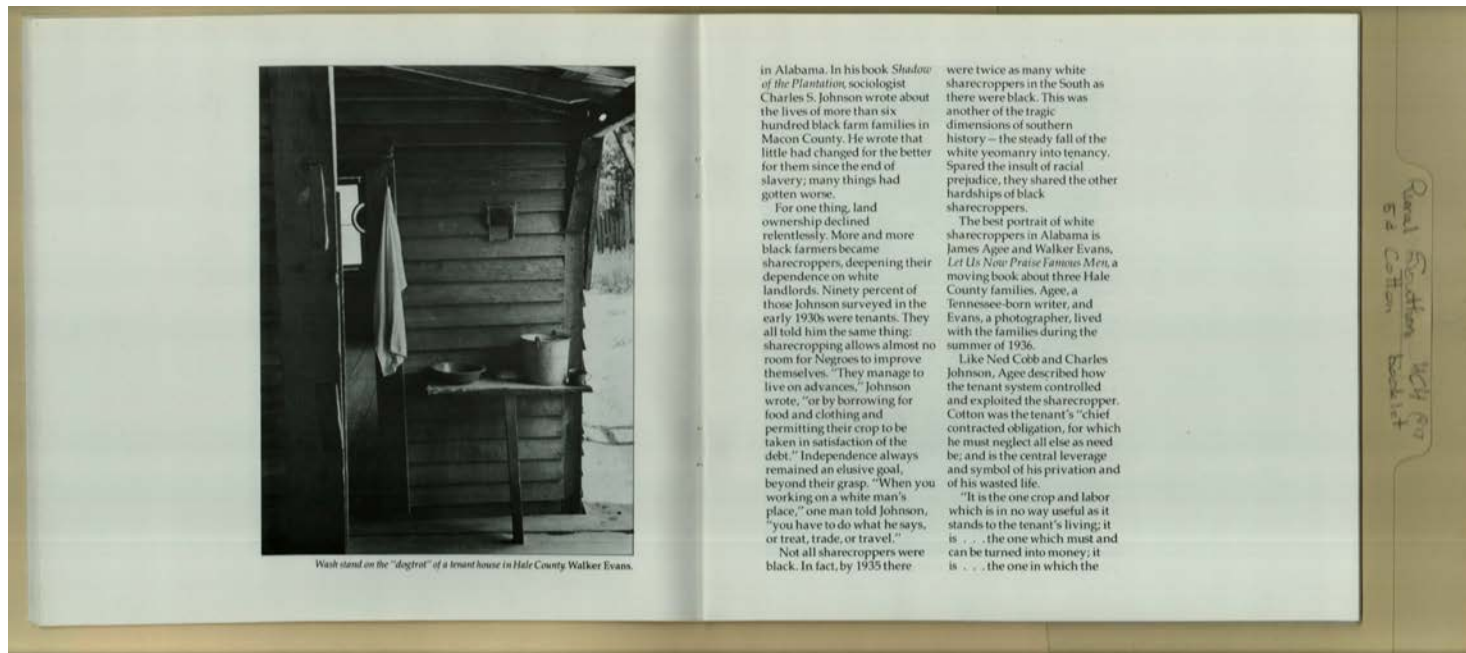 Wash stand on the "dogtrot" of a tenant house in Hale County. Walker Evans.
in Alabama. In his book Shadow
of the Plantation, sociologist
Charles S. Johnson wrote about
the lives of more than six
hundred black farm families in
Macon County. He wrote that
little had changed for the better
for them since the end of
slavery; many things had
gotten worse.
For one thing, land
ownership declined
relentlessly. More and more
black farmers became
sharecroppers, deepening their
dependence on white
landlords. Ninety percent of
those Johnson surveyed in the
early 1930s were tenants. They
all told him the same thing:
sharecropping allows almost no
room for Negroes to improve
themselves. "They manage to
live on advances," Johnson
wrote, "or by borrowing for
food and clothing and
permitting their crop to be
taken in satisfaction of the
debt." Independence always
remained an elusive goal,
beyond their grasp. "When you
working on a white man's
place," one man told Johnson,
"you have to do what he says,
or treat, trade, or travel."
Not all sharecroppers were
black. In fact, by 1935 there
were twice as many white
sharecroppers in the South as
there were black. This was
another of the tragic
dimensions of southern
history — the steady fall of the
white yeomanry into tenancy.
Spared the insult of racial
prejudice, they shared the other
hardships of black
sharecroppers.
The best portrait of white
sharecroppers in Alabama is
James Agee and Walker Evans,
Let Us Now Praise Famous Men, a
moving book about three Hale
County families. Agee, a
Tennessee-born writer, and
Evans, a photographer, lived
with the families during the
summer of 1936.
Like Ned Cobb and Charles
Johnson, Agee described how
the tenant system controlled
and exploited the sharecropper.
Cotton was the tenant's "chief
contracted obligation, for which
he must neglect all else as need
be; and is the central leverage
and symbol of his privation and
of his wasted life.
"It is the one crop and labor
which is in no way useful as it
stands to the tenant's living; it
is . . . the one which must and
can be turned into money; it
is . . . the one in which the
Rural Southern
5¢ Cotton booklet